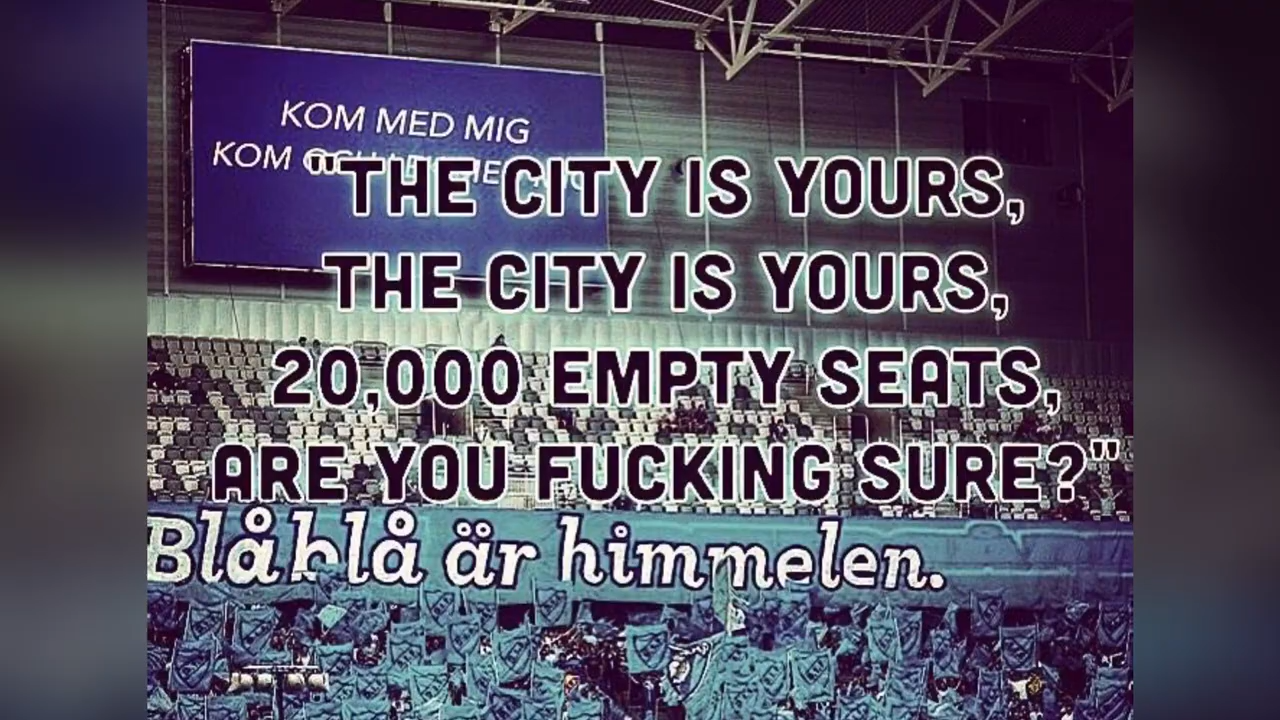 KOM MED MIG
KOM
"THE CITY IS YOURS,
THE CITY IS YOURS,
20,000 EMPTY SEATS,
ARE YOU FUCKING SURE?"
Blåblå är himmelen.